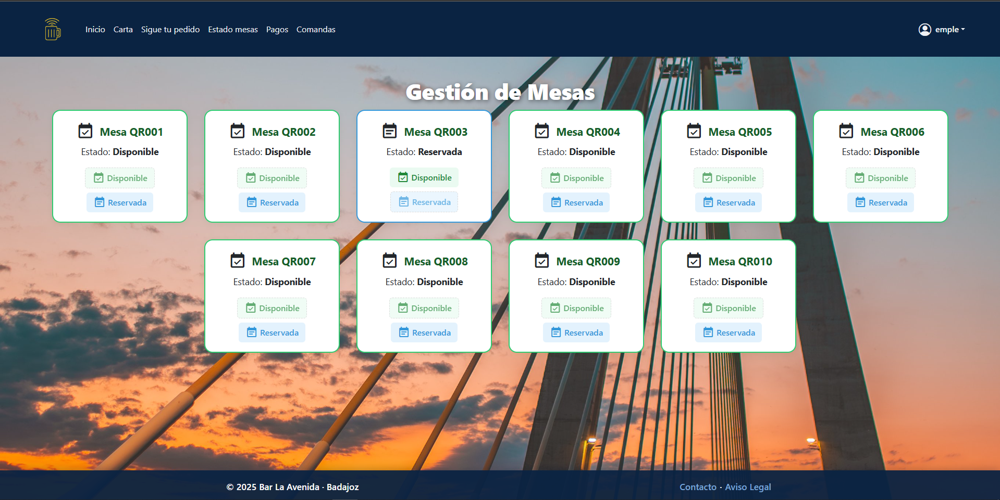 Inicio Carta Sigue tu pedido Estado mesas Pagos Comandas emple
Gestión de Mesas
Mesa QR001
Estado: Disponible
Disponible
Reservada
Mesa QR002
Estado: Disponible
Disponible
Reservada
Mesa QR003
Estado: Reservada
Disponible
Reservada
Mesa QR004
Estado: Disponible
Disponible
Reservada
Mesa QR005
Estado: Disponible
Disponible
Reservada
Mesa QR006
Estado: Disponible
Disponible
Reservada
Mesa QR007
Estado: Disponible
Disponible
Reservada
Mesa QR008
Estado: Disponible
Disponible
Reservada
Mesa QR009
Estado: Disponible
Disponible
Reservada
Mesa QR010
Estado: Disponible
Disponible
Reservada
© 2025 Bar La Avenida · Badajoz
Contacto · Aviso Legal